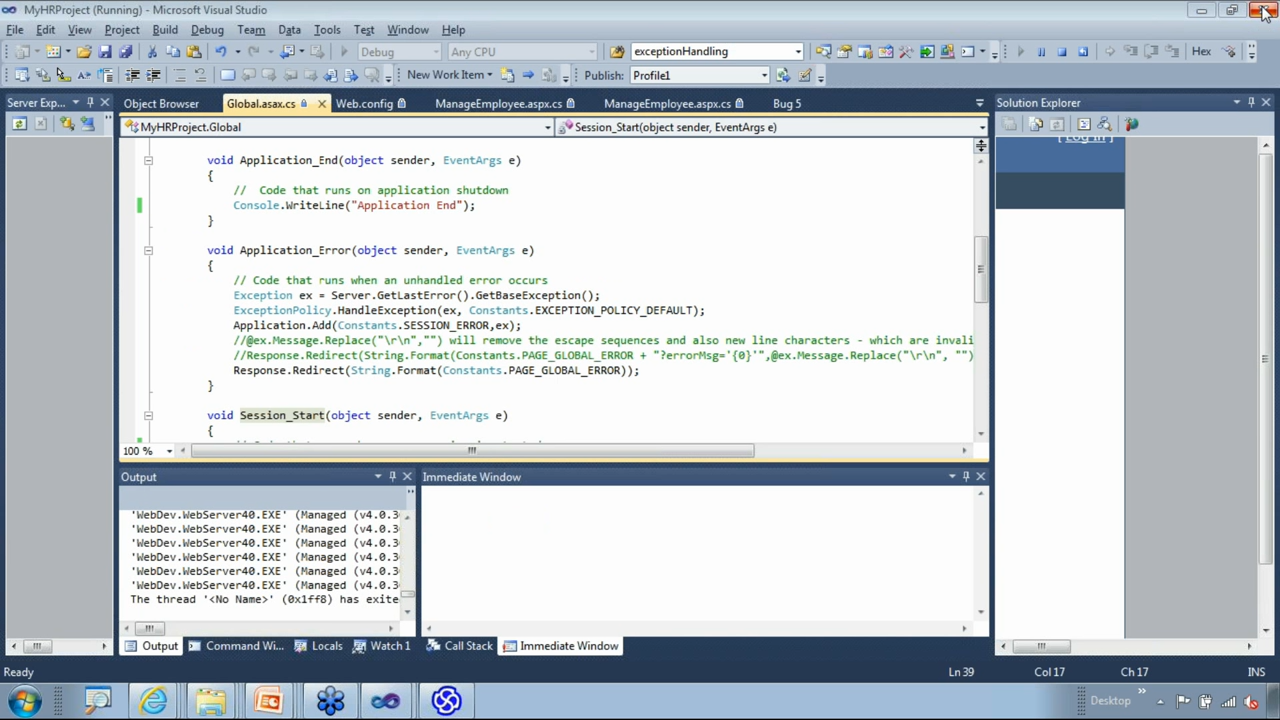 MyHRProject (Running) - Microsoft Visual Studio
File Edit View Project Build Debug Team Data Tools Test Window Help
Debug Any CPU exceptionHandling Hex
New Work Item Publish: Profile1
Server Exp... Object Browser Global.asax.cs Web.config ManageEmployee.aspx.cs ManageEmployee.aspx.cs Bug 5 Solution Explorer
MyHRProject.Global Session_Start(object sender, EventArgs e)
[ Log In ]
void Application_End(object sender, EventArgs e)
{
//  Code that runs on application shutdown
Console.WriteLine("Application End");
}
void Application_Error(object sender, EventArgs e)
{
// Code that runs when an unhandled error occurs
Exception ex = Server.GetLastError().GetBaseException();
ExceptionPolicy.HandleException(ex, Constants.EXCEPTION_POLICY_DEFAULT);
Application.Add(Constants.SESSION_ERROR,ex);
//@ex.Message.Replace("\r\n","") will remove the escape sequences and also new line characters - which are invali
//Response.Redirect(String.Format(Constants.PAGE_GLOBAL_ERROR + "?errorMsg='{0}'",@ex.Message.Replace("\r\n", "")
Response.Redirect(String.Format(Constants.PAGE_GLOBAL_ERROR));
}
void Session_Start(object sender, EventArgs e)
{
100 %
Output Immediate Window
'WebDev.WebServer40.EXE' (Managed (v4.0.3
'WebDev.WebServer40.EXE' (Managed (v4.0.3
'WebDev.WebServer40.EXE' (Managed (v4.0.3
'WebDev.WebServer40.EXE' (Managed (v4.0.3
'WebDev.WebServer40.EXE' (Managed (v4.0.3
'WebDev.WebServer40.EXE' (Managed (v4.0.3
The thread '<No Name>' (0x1ff8) has exite
Output Command Wi... Locals Watch 1 Call Stack Immediate Window
Ready Ln 39 Col 17 Ch 17 INS
Desktop